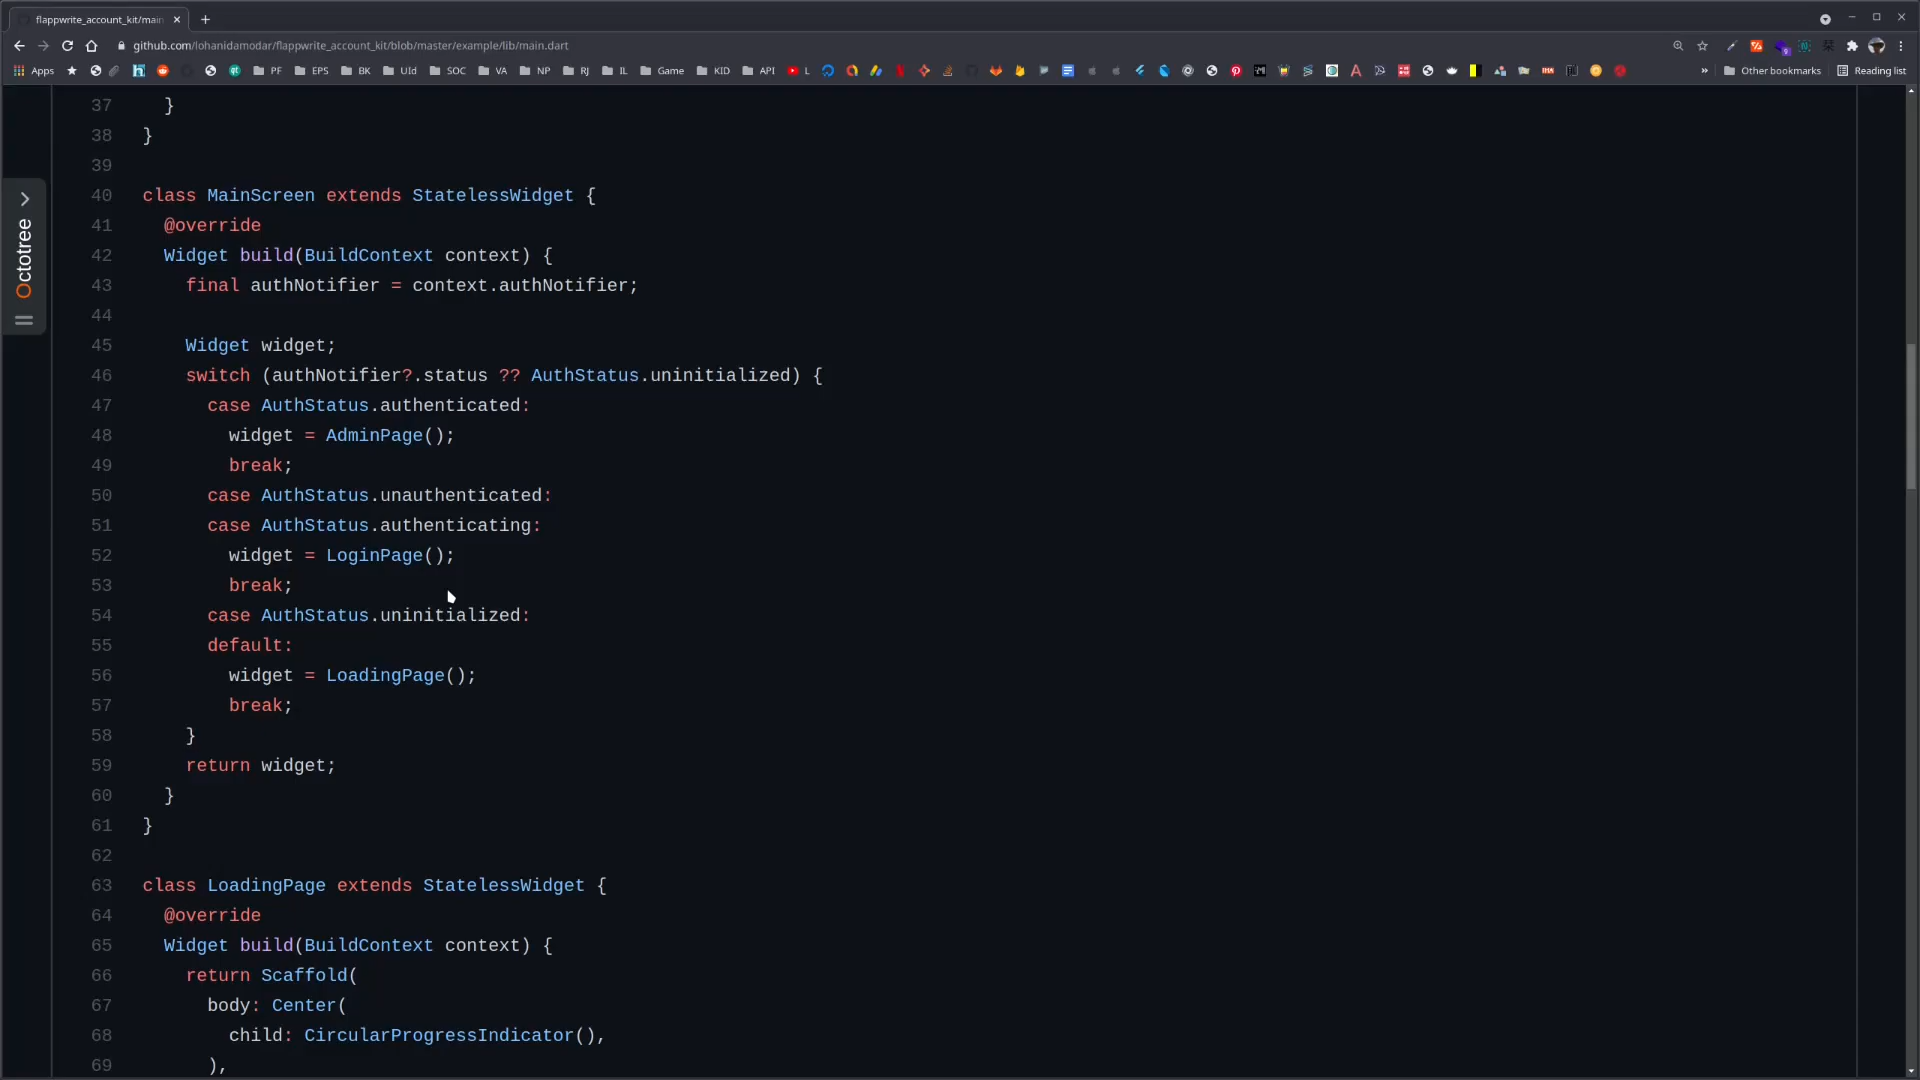 flappwrite_account_kit/main
github.com/lohanidamodar/flappwrite_account_kit/blob/master/example/lib/main.dart
Apps PF EPS BK UId SOC VA NP RJ IL Game KID API L » Other bookmarks Reading list
Octotree
37 }
38 }
39
40 class MainScreen extends StatelessWidget {
41 @override
42 Widget build(BuildContext context) {
43 final authNotifier = context.authNotifier;
44
45 Widget widget;
46 switch (authNotifier?.status ?? AuthStatus.uninitialized) {
47 case AuthStatus.authenticated:
48 widget = AdminPage();
49 break;
50 case AuthStatus.unauthenticated:
51 case AuthStatus.authenticating:
52 widget = LoginPage();
53 break;
54 case AuthStatus.uninitialized:
55 default:
56 widget = LoadingPage();
57 break;
58 }
59 return widget;
60 }
61 }
62
63 class LoadingPage extends StatelessWidget {
64 @override
65 Widget build(BuildContext context) {
66 return Scaffold(
67 body: Center(
68 child: CircularProgressIndicator(),
69 ),